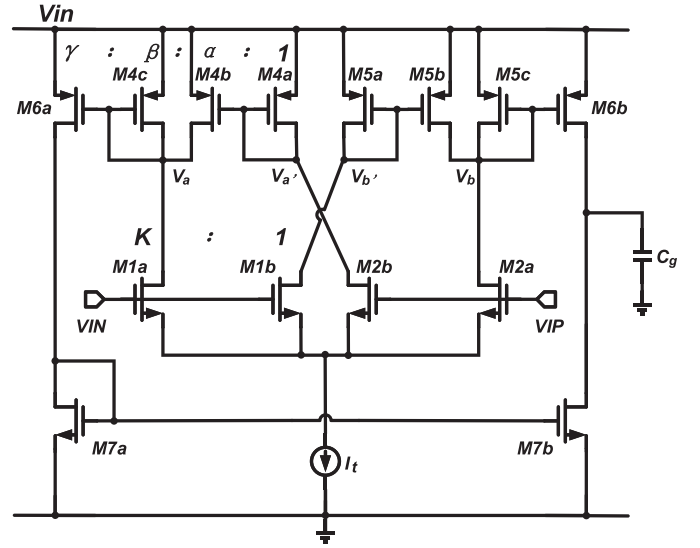 Vin
γ : β : α : 1
M4c M4b M4a M5a M5b M5c
M6a M6b
Va Va' Vb' Vb
K : 1
M1a M1b M2b M2a
Cg
VIN VIP
M7a M7b
It